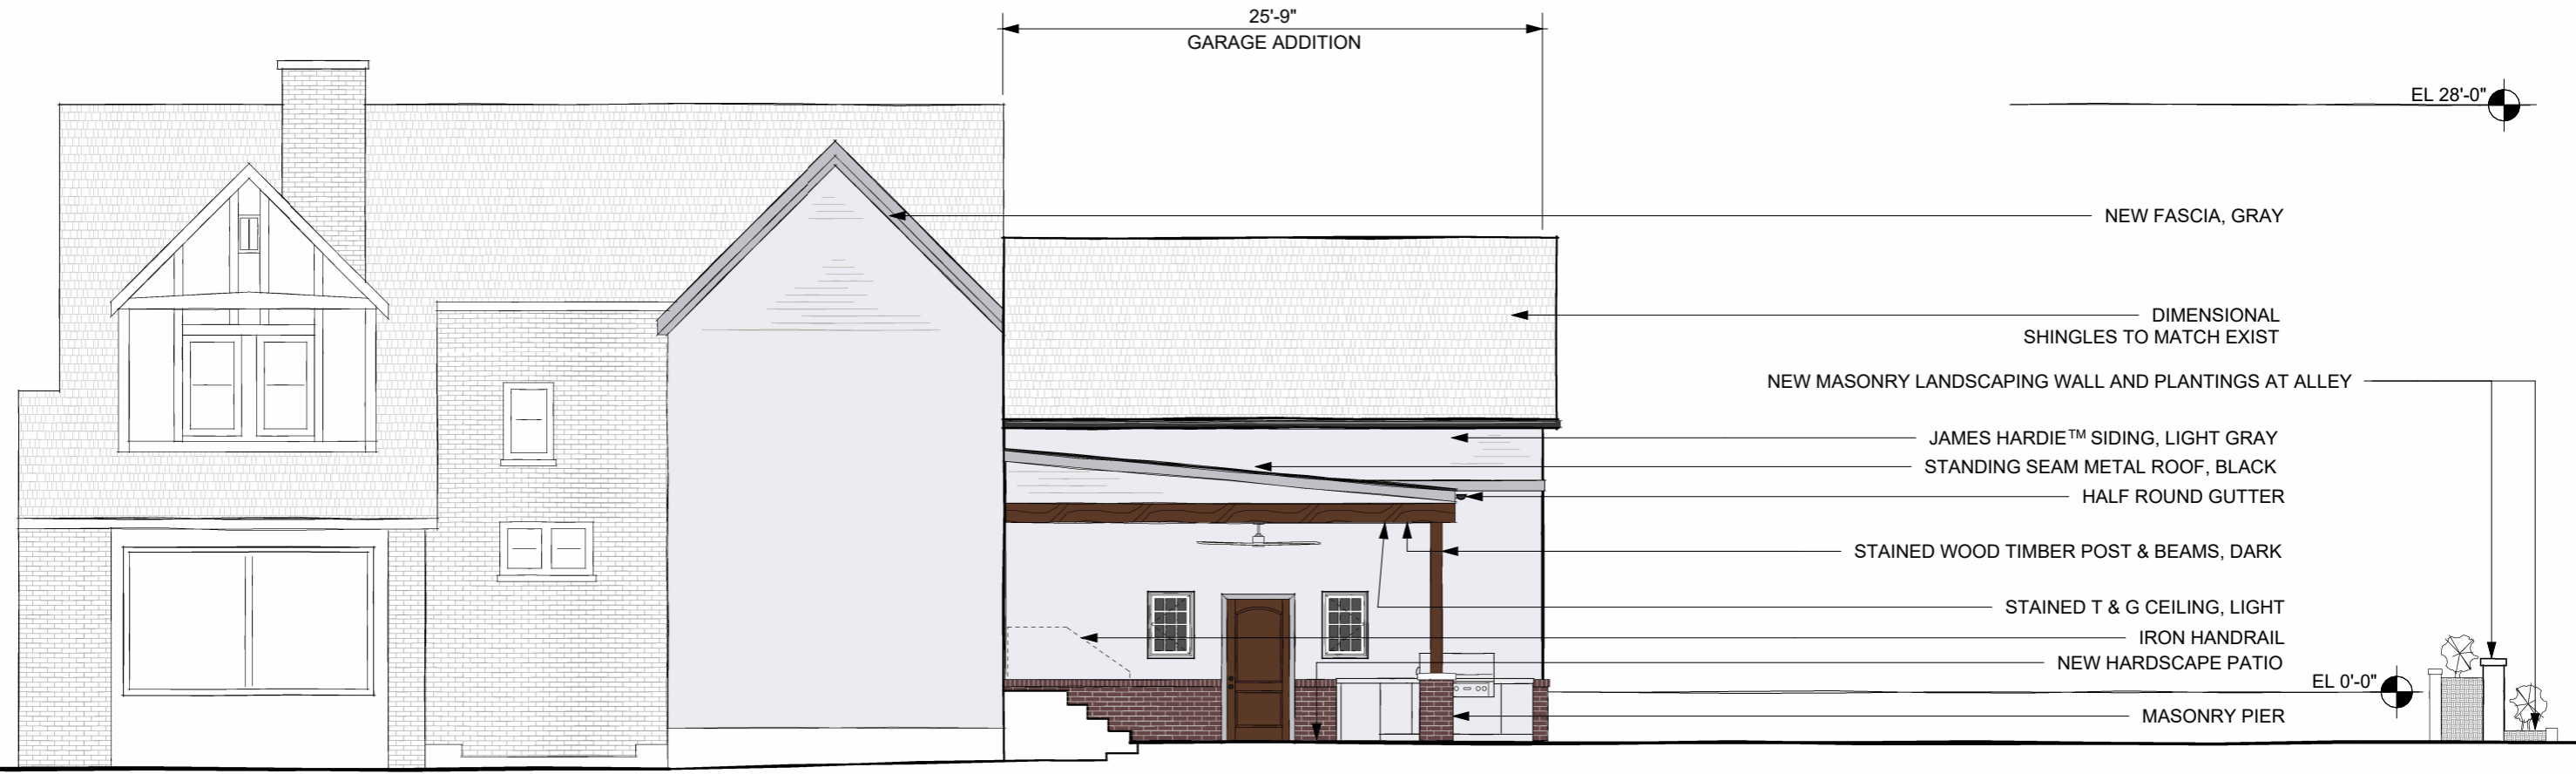 25'-9"
GARAGE ADDITION
EL 28'-0"
NEW FASCIA, GRAY
DIMENSIONAL
SHINGLES TO MATCH EXIST
NEW MASONRY LANDSCAPING WALL AND PLANTINGS AT ALLEY
JAMES HARDIE™ SIDING, LIGHT GRAY
STANDING SEAM METAL ROOF, BLACK
HALF ROUND GUTTER
STAINED WOOD TIMBER POST & BEAMS, DARK
STAINED T & G CEILING, LIGHT
IRON HANDRAIL
NEW HARDSCAPE PATIO
EL 0'-0"
MASONRY PIER